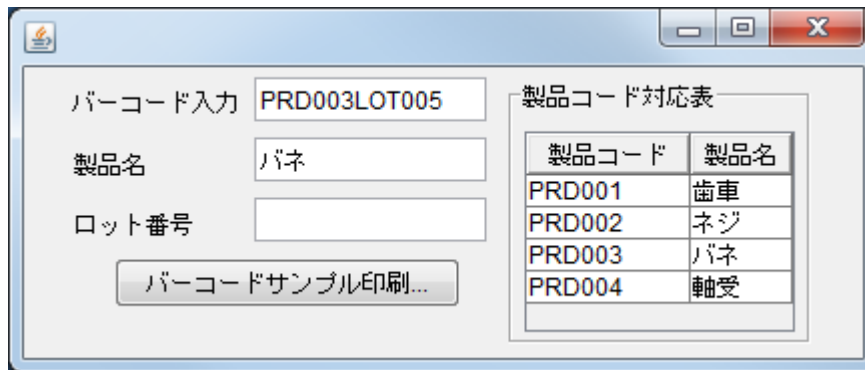 バーコード入力 PRD003LOT005
製品名 バネ
ロット番号
バーコードサンプル印刷...
製品コード対応表
製品コード 製品名
PRD001 歯車
PRD002 ネジ
PRD003 バネ
PRD004 軸受